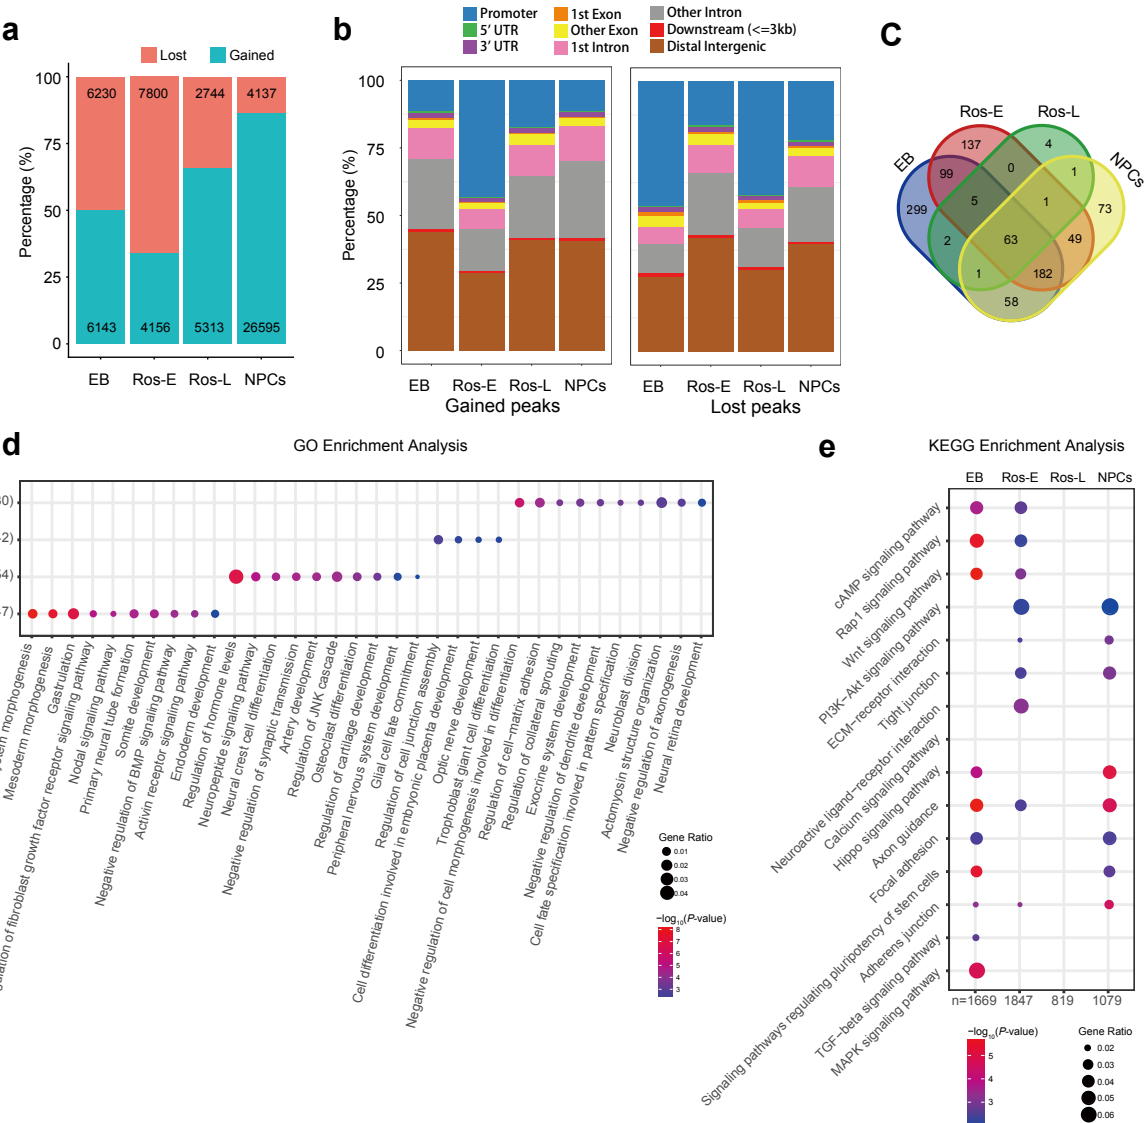 a
Lost
Gained
Percentage (%)
100
75
50
25
0
6230
7800
2744
4137
6143
4156
5313
26595
EB
Ros-E
Ros-L
NPCs
b
Promoter
5′ UTR
3′ UTR
1st Exon
Other Exon
1st Intron
Other Intron
Downstream (<=3kb)
Distal Intergenic
Percentage (%)
100
75
50
25
0
EB
Ros-E
Ros-L
NPCs
Gained peaks
EB
Ros-E
Ros-L
NPCs
Lost peaks
C
EB
Ros-E
Ros-L
NPCs
137
4
99
0
1
299
5
1
73
2
63
49
1
182
58
d
GO Enrichment Analysis
Mesoderm morphogenesis
Gastrulation
Nodal signaling pathway
Primary neural tube formation
Somite development
Negative regulation of BMP signaling pathway
Activin receptor signaling pathway
Endoderm development
Regulation of hormone levels
Neuropeptide signaling pathway
Neural crest cell differentiation
Negative regulation of synaptic transmission
Artery development
Regulation of JNK cascade
Osteoclast differentiation
Regulation of cartilage development
Peripheral nervous system development
Glial cell fate commitment
Regulation of cell junction assembly
Cell differentiation involved in embryonic placenta development
Optic nerve development
Trophoblast giant cell differentiation
Negative regulation of cell morphogenesis involved in differentiation
Regulation of cell−matrix adhesion
Regulation of collateral sprouting
Exocrine system development
Negative regulation of dendrite development
Cell fate specification involved in pattern specification
Neuroblast division
Actomyosin structure organization
Negative regulation of axonogenesis
Neural retina development
Gene Ratio
0.01
0.02
0.03
0.04
−log10(P-value)
8
7
6
5
4
3
e
KEGG Enrichment Analysis
EB
Ros-E
Ros-L
NPCs
cAMP signaling pathway
Rap1 signaling pathway
Wnt signaling pathway
PI3K−Akt signaling pathway
ECM−receptor interaction
Tight junction
Neuroactive ligand−receptor interaction
Calcium signaling pathway
Hippo signaling pathway
Axon guidance
Focal adhesion
Signaling pathways regulating pluripotency of stem cells
Adherens junction
TGF−beta signaling pathway
MAPK signaling pathway
n=1669
1847
819
1079
−log10(P-value)
5
4
3
Gene Ratio
0.02
0.03
0.04
0.05
0.06